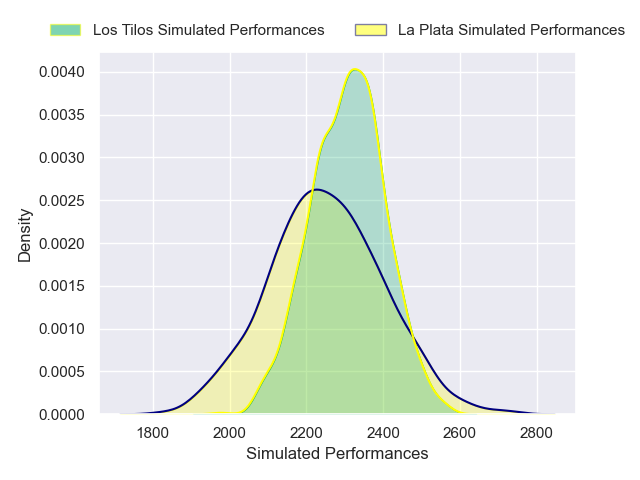 Los Tilos Simulated Performances La Plata Simulated Performances
0.0040
0.0035
0.0030
0.0025
0.0020
0.0015
0.0010
0.0005
0.0000
Density
1800 2000 2200 2400 2600 2800
Simulated Performances